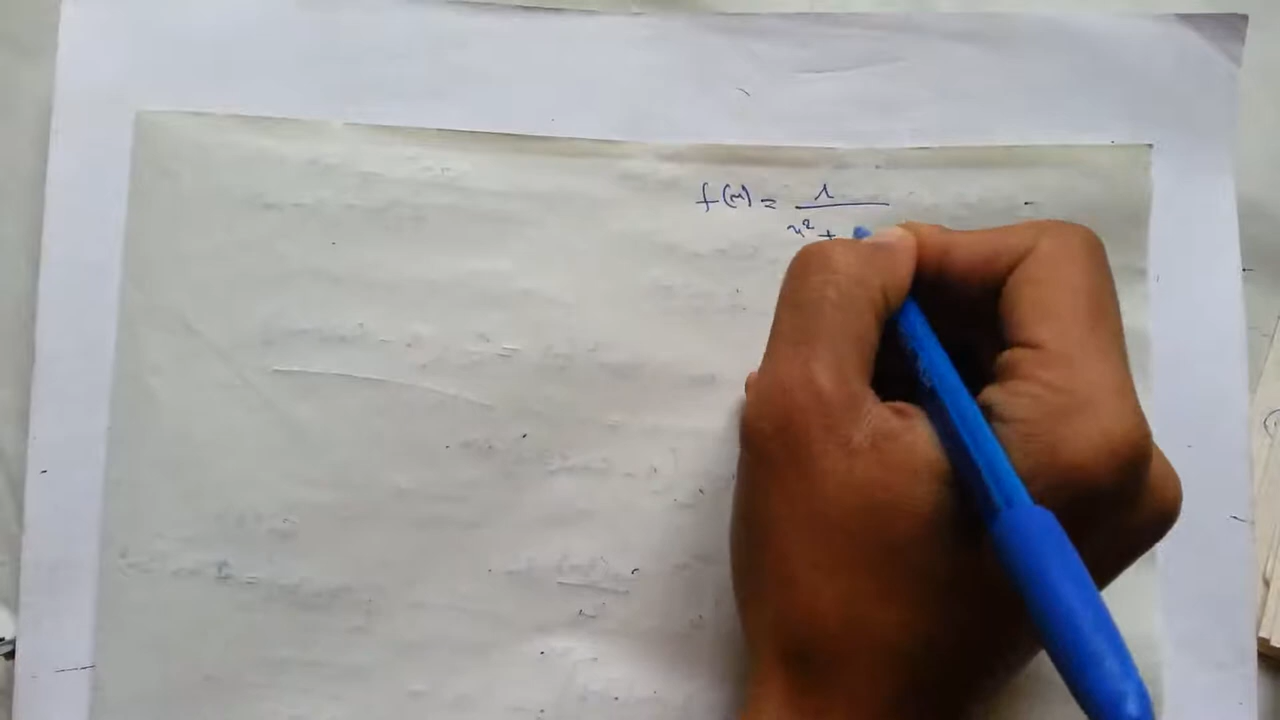 f(x) = 1
x² +